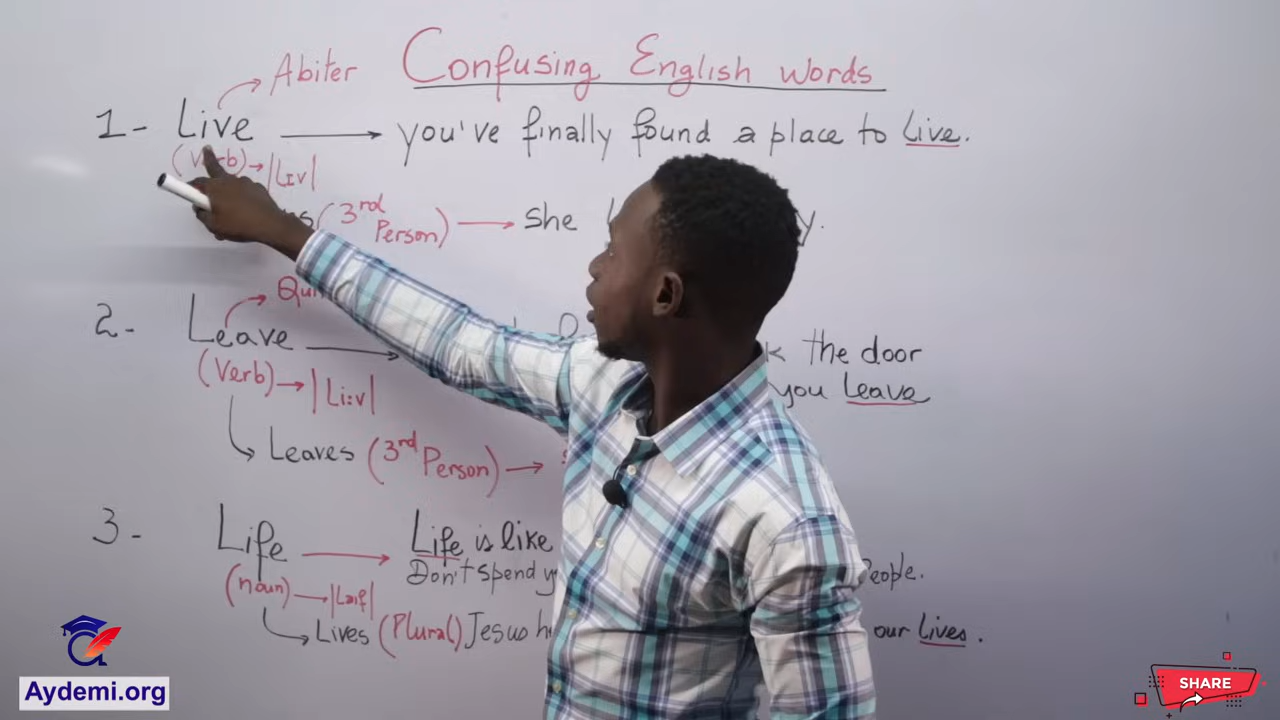 Confusing English words
Abiter
1- Live → you've finally found a place to Live.
(Verb) → |Lɪv|
(3rd Person) → She
2- Leave → the door
you Leave
(Verb) → |Li:v|
Leaves (3rd Person) →
3- Life → Life is like
Don't spend People.
(noun) → |Laɪf|
Lives (Plural) Jesus our Lives.
Aydemi.org
SHARE